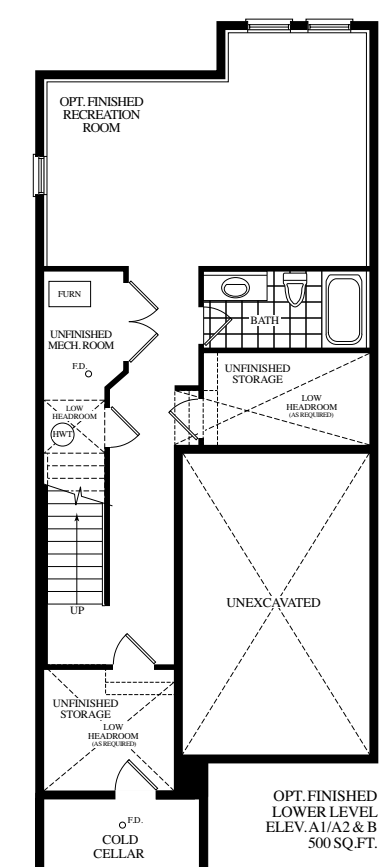 OPT. FINISHED
RECREATION
ROOM
FURN
UNFINISHED
MECH. ROOM
F.D.
BATH
UNFINISHED
STORAGE
LOW
HEADROOM
(AS REQUIRED)
LOW
HEADROOM
HWT
UP
UNEXCAVATED
UNFINISHED
STORAGE
LOW
HEADROOM
(AS REQUIRED)
F.D.
COLD
CELLAR
OPT. FINISHED
LOWER LEVEL
ELEV. A1/A2 & B
500 SQ.FT.